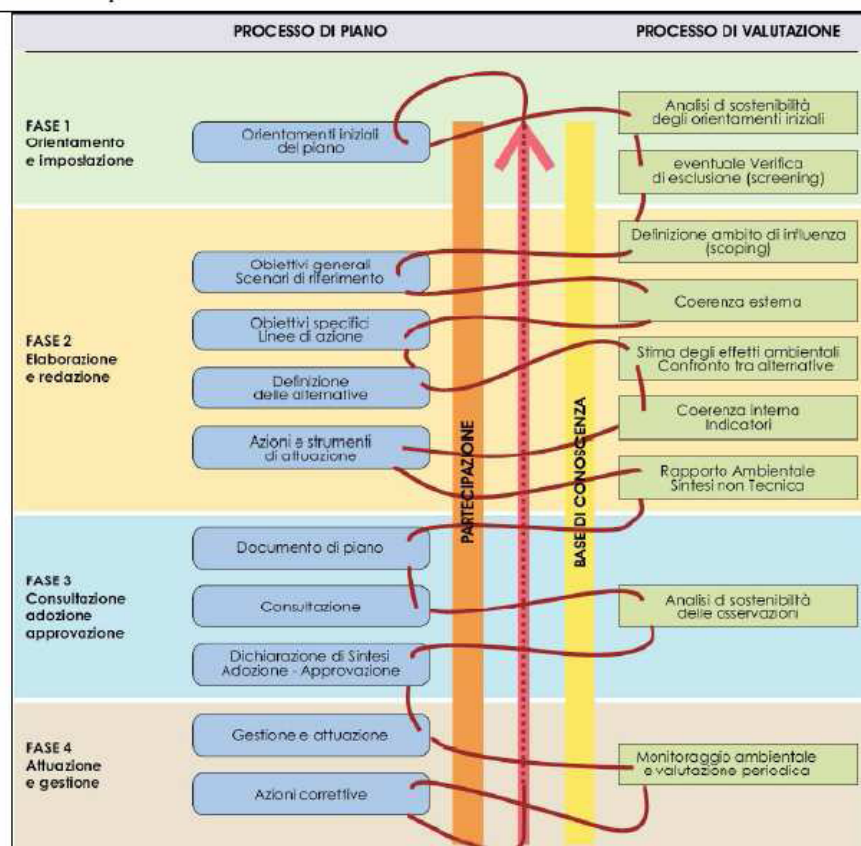 PROCESSO DI PIANO
PROCESSO DI VALUTAZIONE
FASE 1
Orientamento
e impostazione
Orientamenti iniziali
del piano
Analisi di sostenibilità
degli orientamenti iniziali
eventuale Verifica
di esclusione (screening)
FASE 2
Elaborazione
e redazione
Obiettivi generali
Scenari di riferimento
Obiettivi specifici
Linee di azione
Definizione
delle alternative
Azioni e strumenti
di attuazione
Definizione ambito di influenza
(scoping)
Coerenza esterna
Stima degli effetti ambientali
Confronto tra alternative
Coerenza interna
Indicatori
Rapporto Ambientale
Sintesi non Tecnica
PARTECIPAZIONE
BASE DI CONOSCENZA
FASE 3
Consultazione
adozione
approvazione
Documento di piano
Consultazione
Dichiarazione di Sintesi
Adozione - Approvazione
Analisi di sostenibilità
delle osservazioni
FASE 4
Attuazione
e gestione
Gestione e attuazione
Azioni correttive
Monitoraggio ambientale
e valutazione periodica